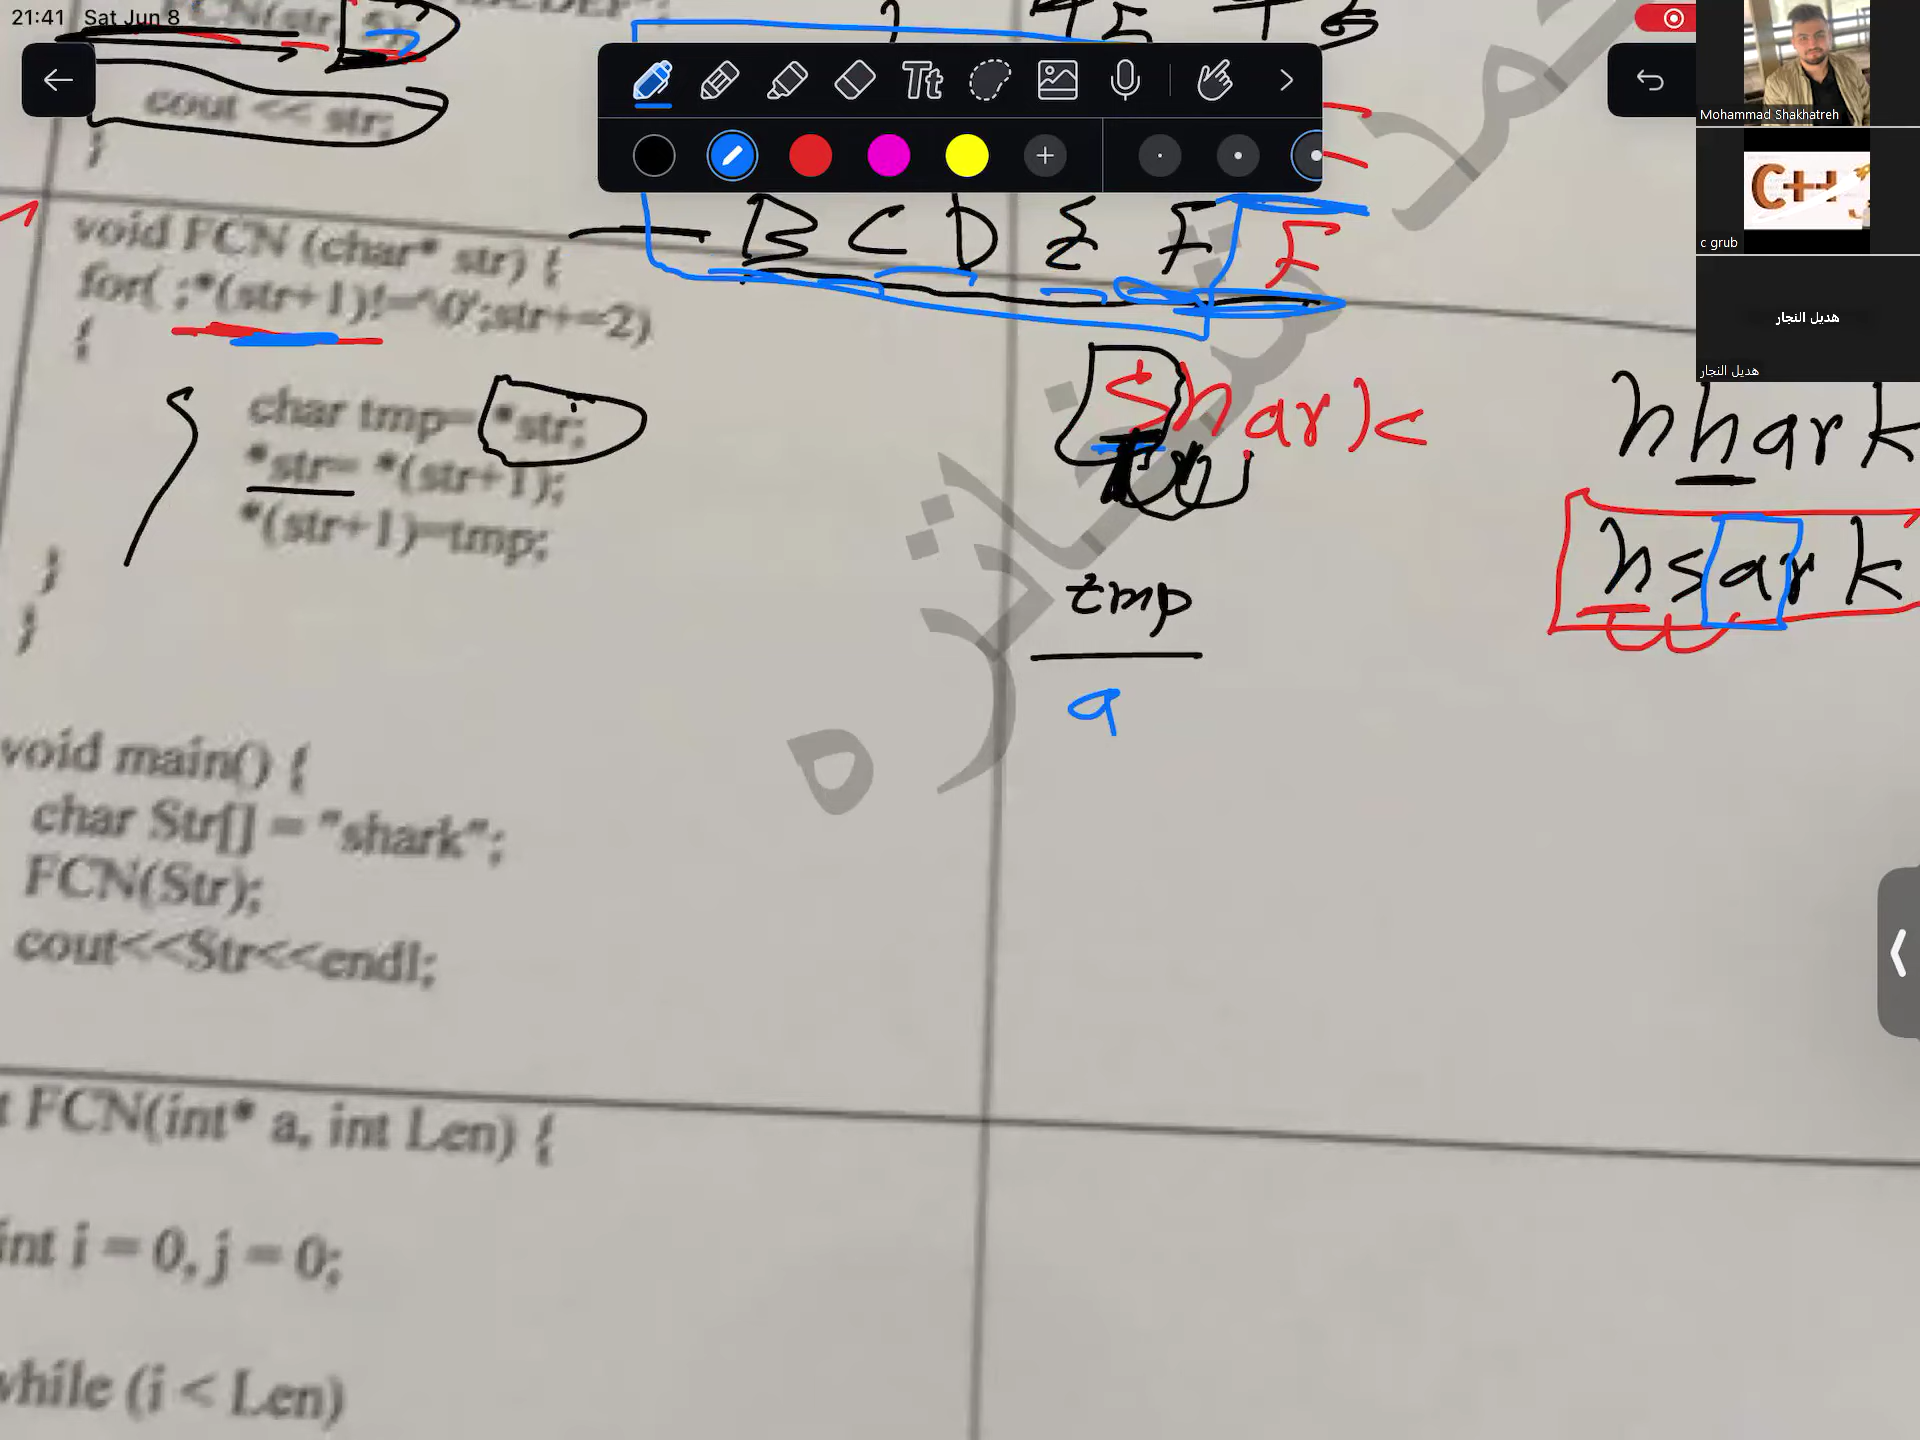 21:41 Sat Jun 8
cout << str;
}
Tt
Mohammad Shakhatreh
C++
c grub
هديل النجار
هديل النجار
B C D E F F
void FCN (char* str) {
for( ;*(str+1)!='\0';str+=2)
{
char tmp= *str;
*str= *(str+1);
*(str+1)=tmp;
}
}
shark
hhark
hsark
tmp
a
void main() {
char Str[] = "shark";
FCN(Str);
cout<<Str<<endl;
FCN(int* a, int Len) {
int i = 0, j = 0;
while (i < Len)